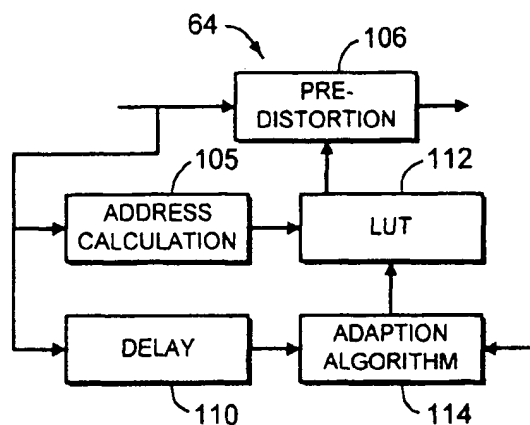 64
106
PRE-
DISTORTION
105
112
ADDRESS
CALCULATION
LUT
DELAY
ADAPTION
ALGORITHM
110
114